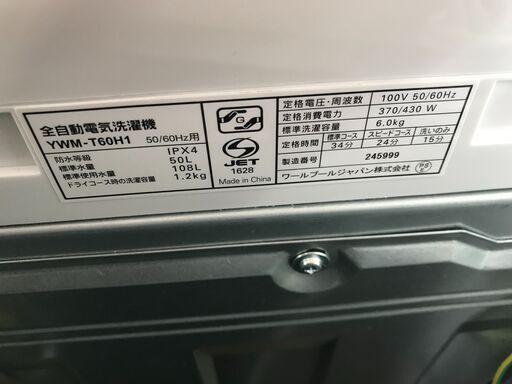 全自動電気洗濯機
YWM-T60H1 50/60Hz用
防水等級 IPX4
標準水量 50L
標準使用水量 108L
ドライコース時の洗濯容量 1.2kg
G
JET
1628
Made in China
定格電圧・周波数 100V 50/60Hz
定格消費電力 370/430 W
標準洗濯容量 6.0kg
定格時間 標準コース スピードコース 洗いのみ
34分 24分 15分
製造番号 245999
ワールプールジャパン株式会社
PS
E